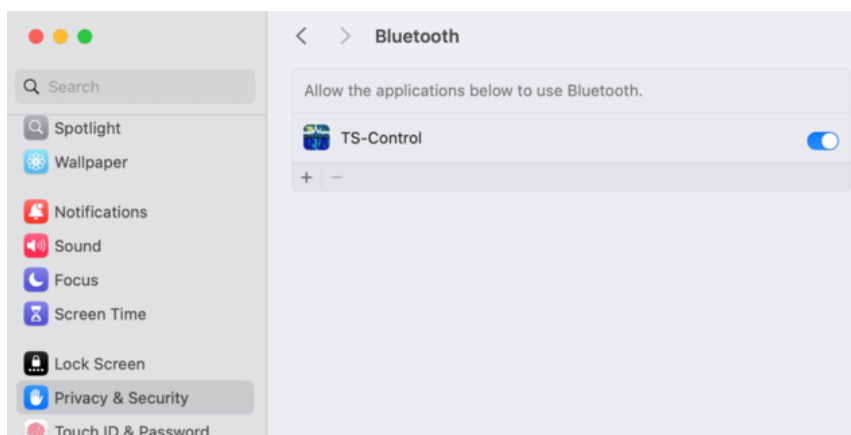 Bluetooth
Search
Allow the applications below to use Bluetooth.
Spotlight
TS-Control
Wallpaper
Notifications
Sound
Focus
Screen Time
Lock Screen
Privacy & Security
Touch ID & Password